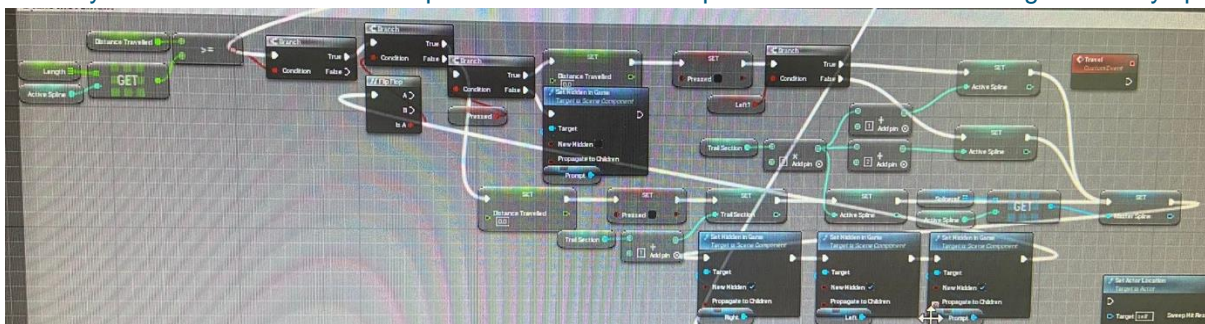 Distance Travelled
>=
Length
GET
Active Spline
Branch
Condition
True
False
Branch
Condition
True
False
Flip Flop
A
B
Is A
Branch
Condition
True
False
Pressed
SET
Distance Travelled
0.0
Set Hidden in Game
Target is Scene Component
Target
New Hidden
Propagate to Children
Prompt
SET
Pressed
Branch
Condition
True
False
Left?
SET
Active Spline
Travel
Custom Event
+
Add pin
Trail Section
×
Add pin
+
Add pin
SET
Active Spline
SET
Distance Travelled
0.0
SET
Pressed
SET
Trail Section
SET
Active Spline
GET
Active Spline
SET
Master Spline
Trail Section
+
1
Add pin
Set Hidden in Game
Target is Scene Component
Target
New Hidden
Propagate to Children
Right
Set Hidden in Game
Target is Scene Component
Target
New Hidden
Propagate to Children
Left
Set Hidden in Game
Target is Scene Component
Target
New Hidden
Propagate to Children
Prompt
Set Actor Location
Target is Actor
Target self